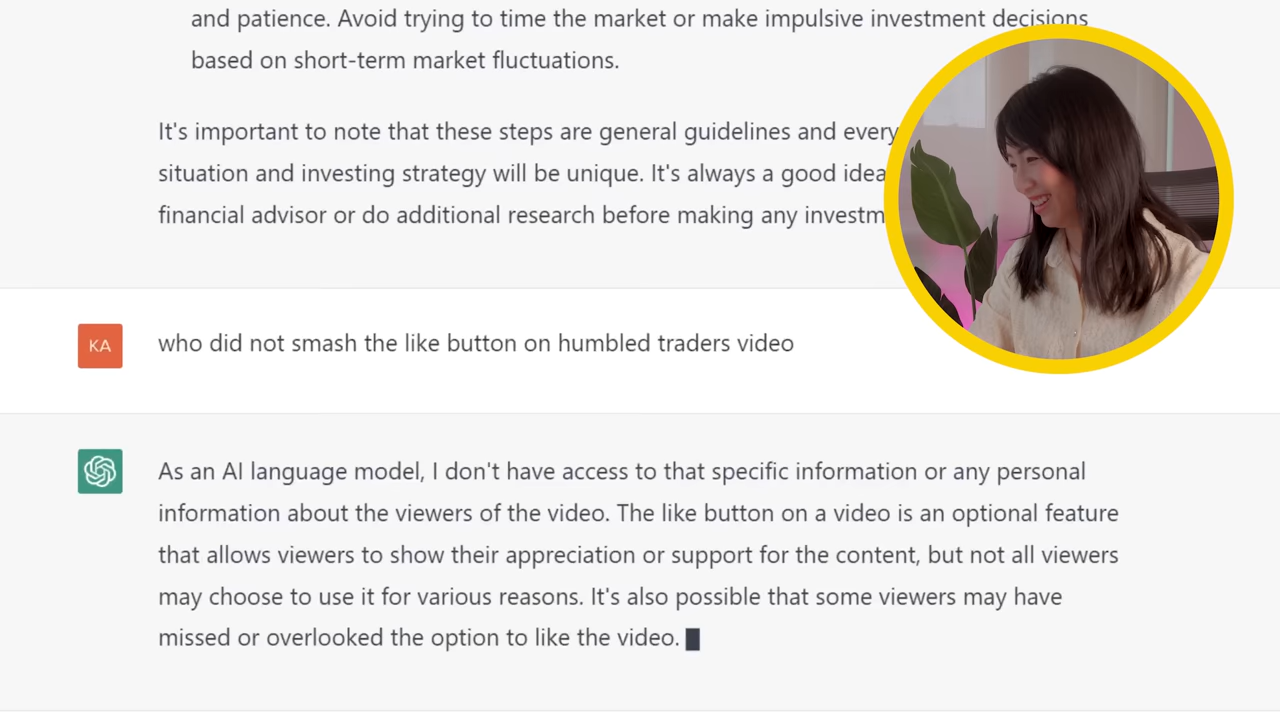 and patience. Avoid trying to time the market or make impulsive investment decisions
based on short-term market fluctuations.
It's important to note that these steps are general guidelines and every
situation and investing strategy will be unique. It's always a good idea
financial advisor or do additional research before making any investm
KA
who did not smash the like button on humbled traders video
As an AI language model, I don't have access to that specific information or any personal
information about the viewers of the video. The like button on a video is an optional feature
that allows viewers to show their appreciation or support for the content, but not all viewers
may choose to use it for various reasons. It's also possible that some viewers may have
missed or overlooked the option to like the video.